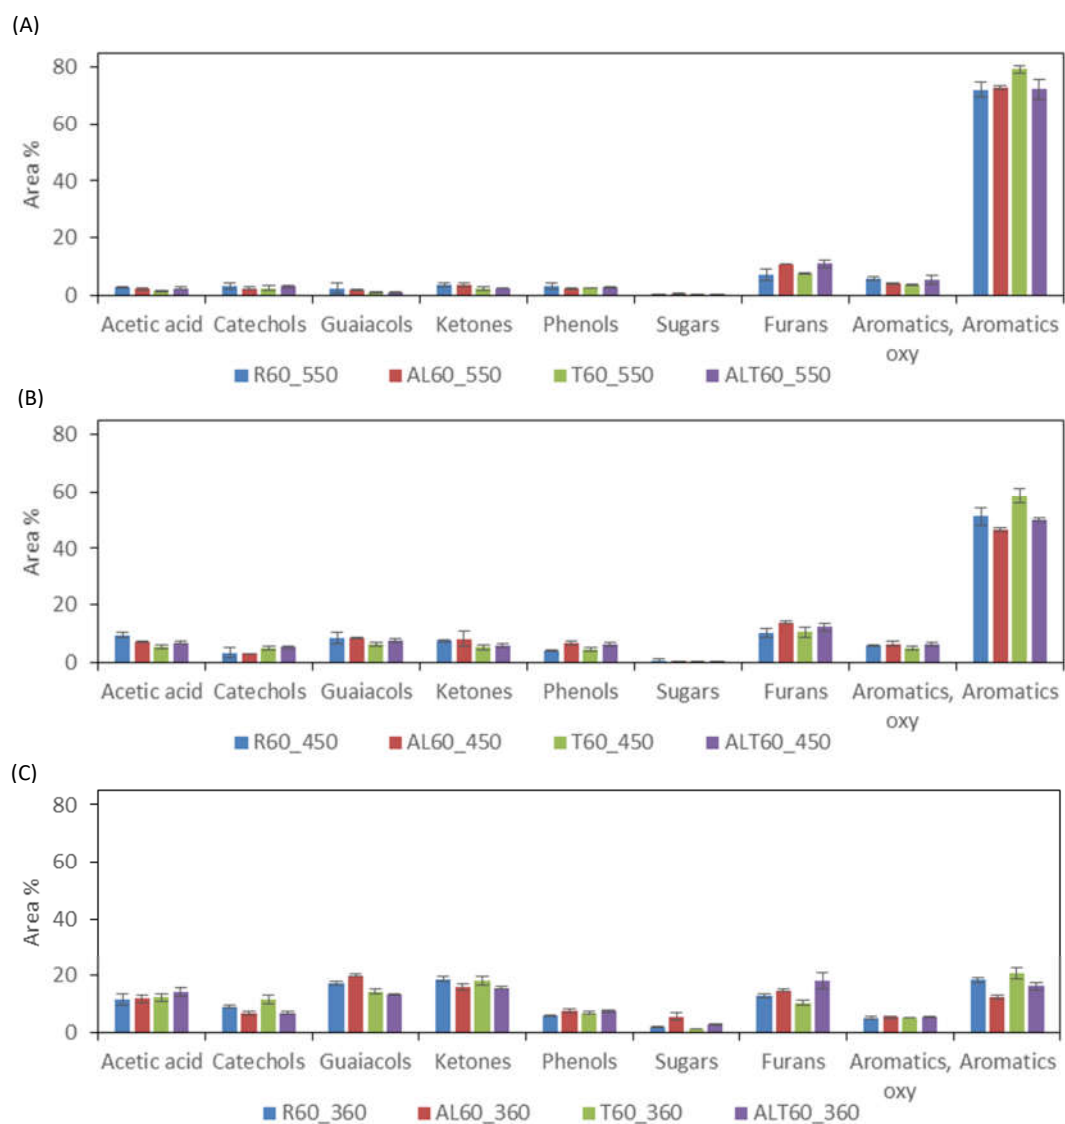 (A)
80
60
40
20
0
Area %
Acetic acid Catechols Guaiacols Ketones Phenols Sugars Furans Aromatics, Aromatics
oxy
R60_550 AL60_550 T60_550 ALT60_550
(B)
80
60
40
20
0
Area %
Acetic acid Catechols Guaiacols Ketones Phenols Sugars Furans Aromatics, Aromatics
oxy
R60_450 AL60_450 T60_450 ALT60_450
(C)
80
60
40
20
0
Area %
Acetic acid Catechols Guaiacols Ketones Phenols Sugars Furans Aromatics, Aromatics
oxy
R60_360 AL60_360 T60_360 ALT60_360